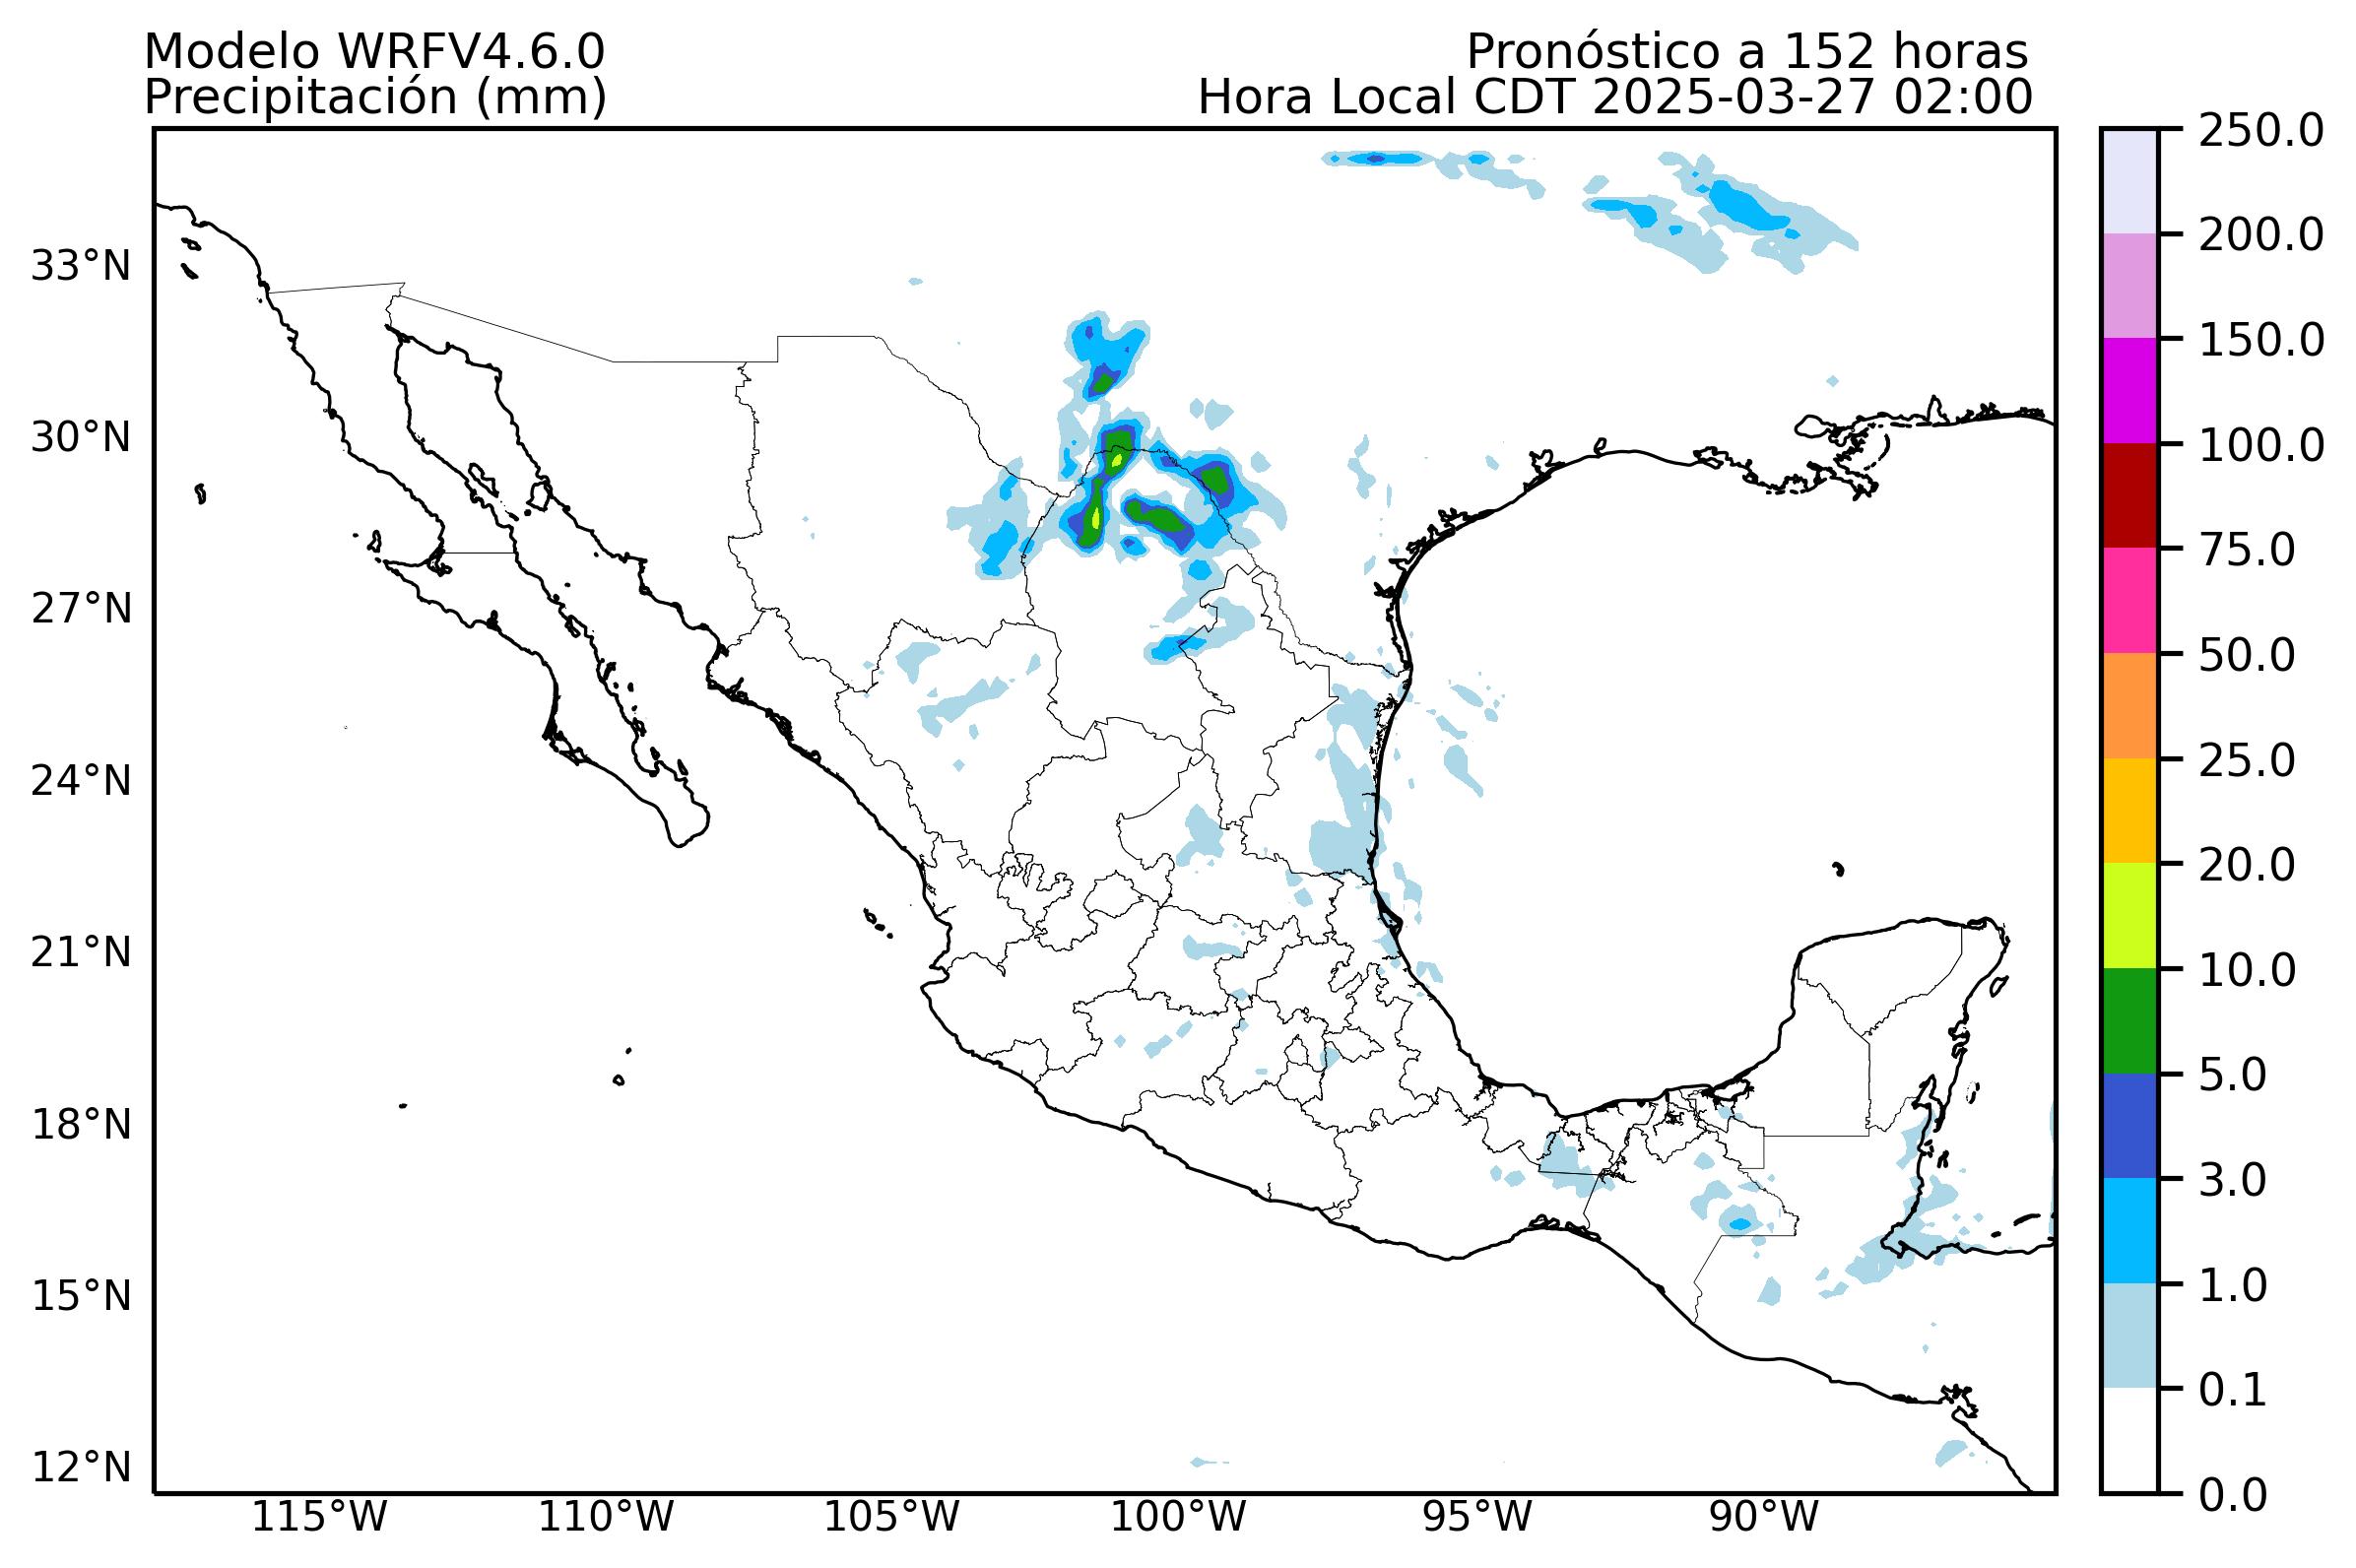 Modelo WRFV4.6.0
Precipitación (mm)
Pronóstico a 152 horas
Hora Local CDT 2025-03-27 02:00
33°N
30°N
27°N
24°N
21°N
18°N
15°N
12°N
115°W
110°W
105°W
100°W
95°W
90°W
250.0
200.0
150.0
100.0
75.0
50.0
25.0
20.0
10.0
5.0
3.0
1.0
0.1
0.0